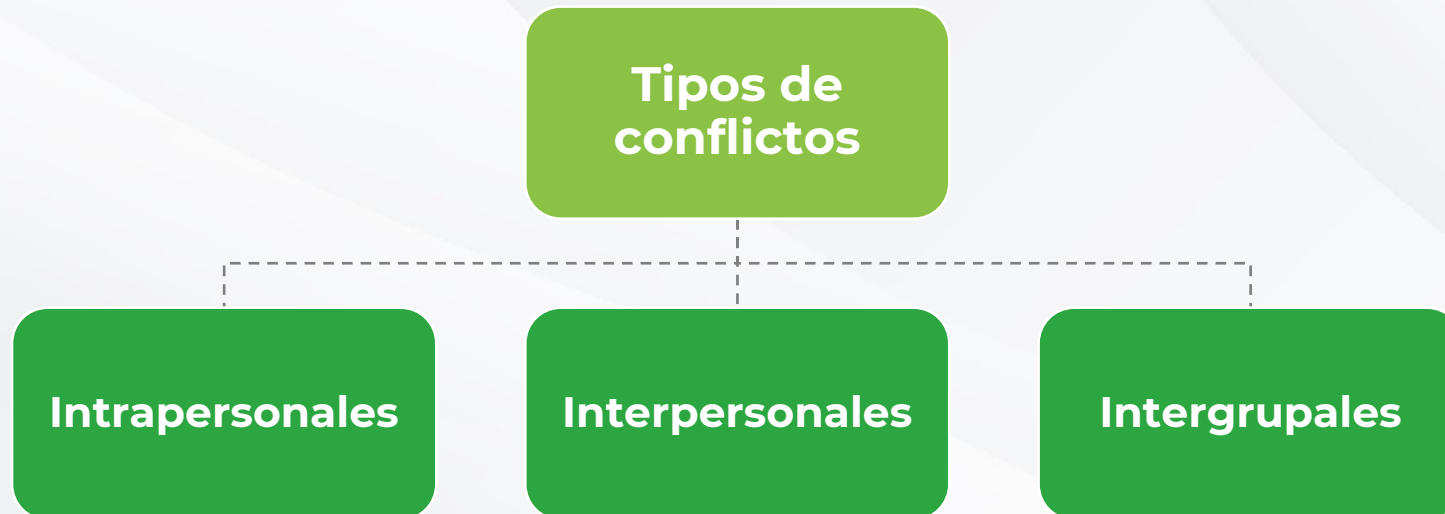 Tipos de
conflictos
Intrapersonales
Interpersonales
Intergrupales